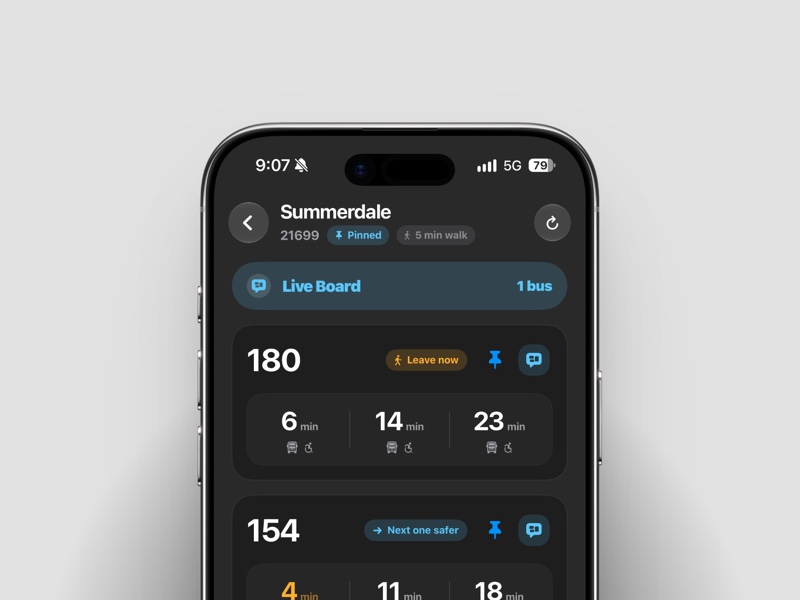 9:07 5G 79
Summerdale
21699 Pinned 5 min walk
Live Board 1 bus
180 Leave now
6 min 14 min 23 min
154 Next one safer
4 min 11 min 18 min